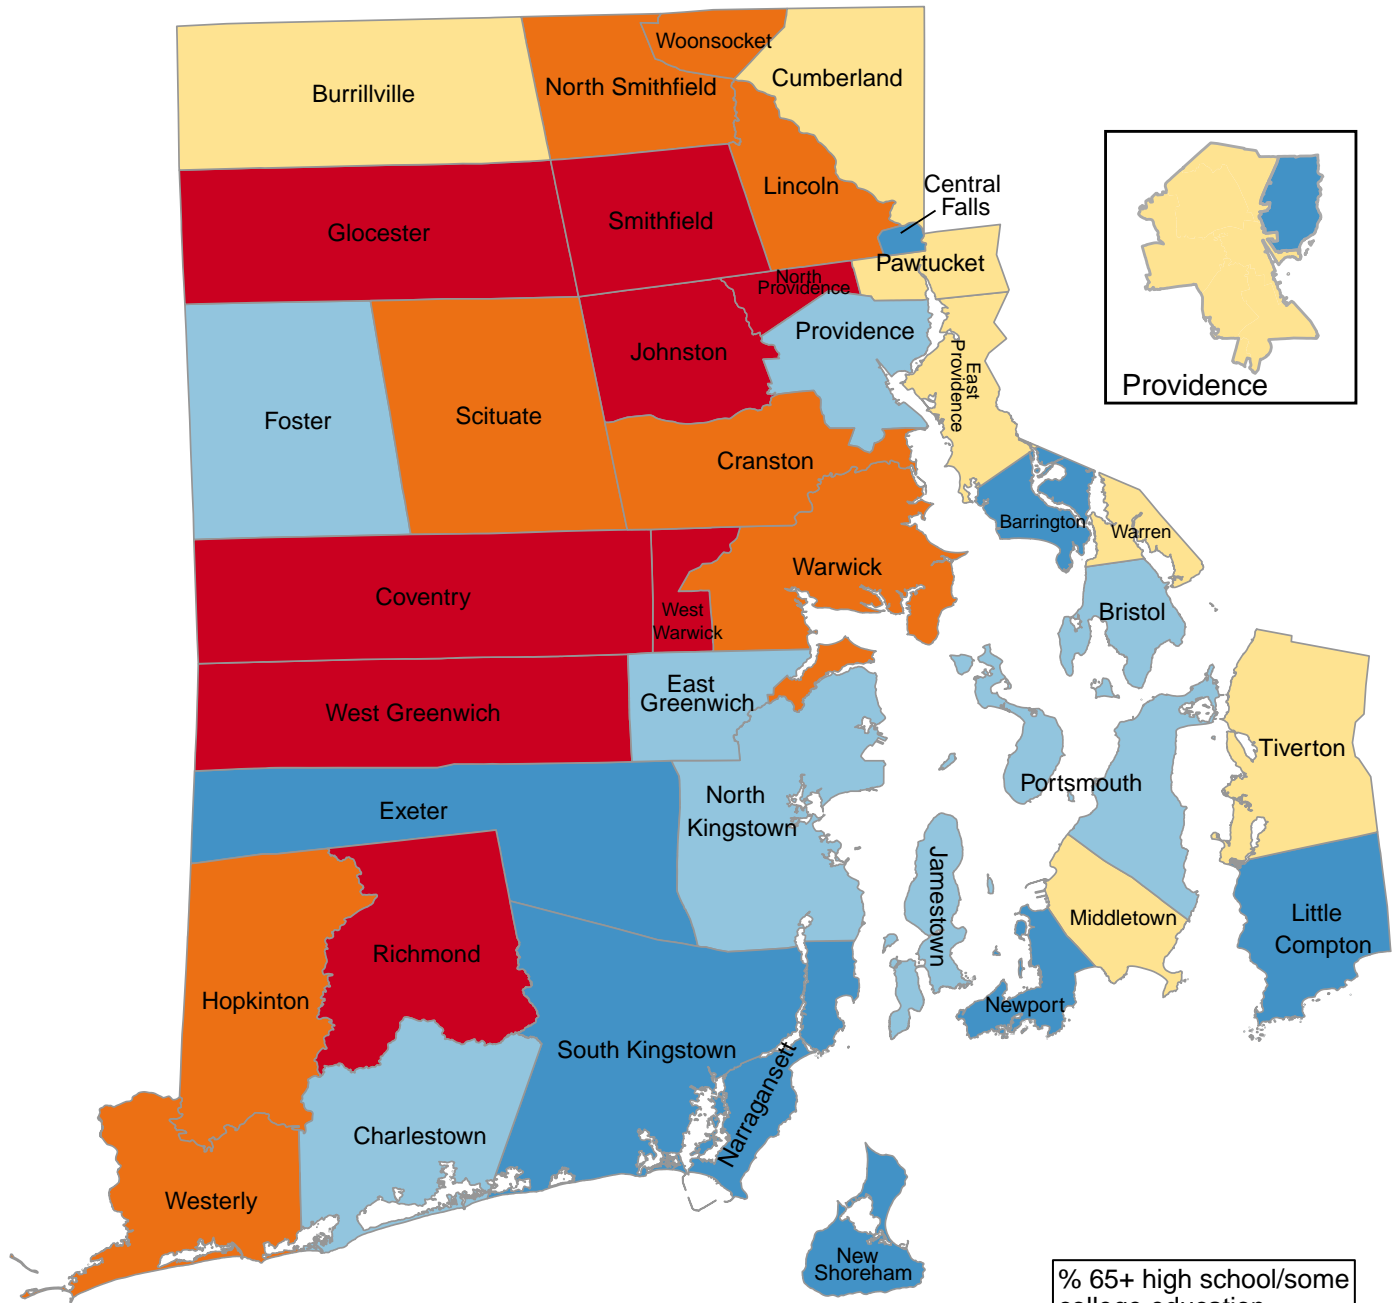 Woonsocket
Burrillville
North Smithfield
Cumberland
Lincoln
Central
Falls
Glocester
Smithfield
North
Providence
Pawtucket
Providence
Johnston
East
Providence
Providence
Foster
Scituate
Cranston
Barrington
Warren
Warwick
Coventry
West
Warwick
Bristol
East
Greenwich
West Greenwich
Tiverton
Portsmouth
Exeter
North
Kingstown
Jamestown
Middletown
Little
Compton
Richmond
Hopkinton
Newport
South Kingstown
Narragansett
Charlestown
Westerly
New
Shoreham
% 65+ high school/some
college education